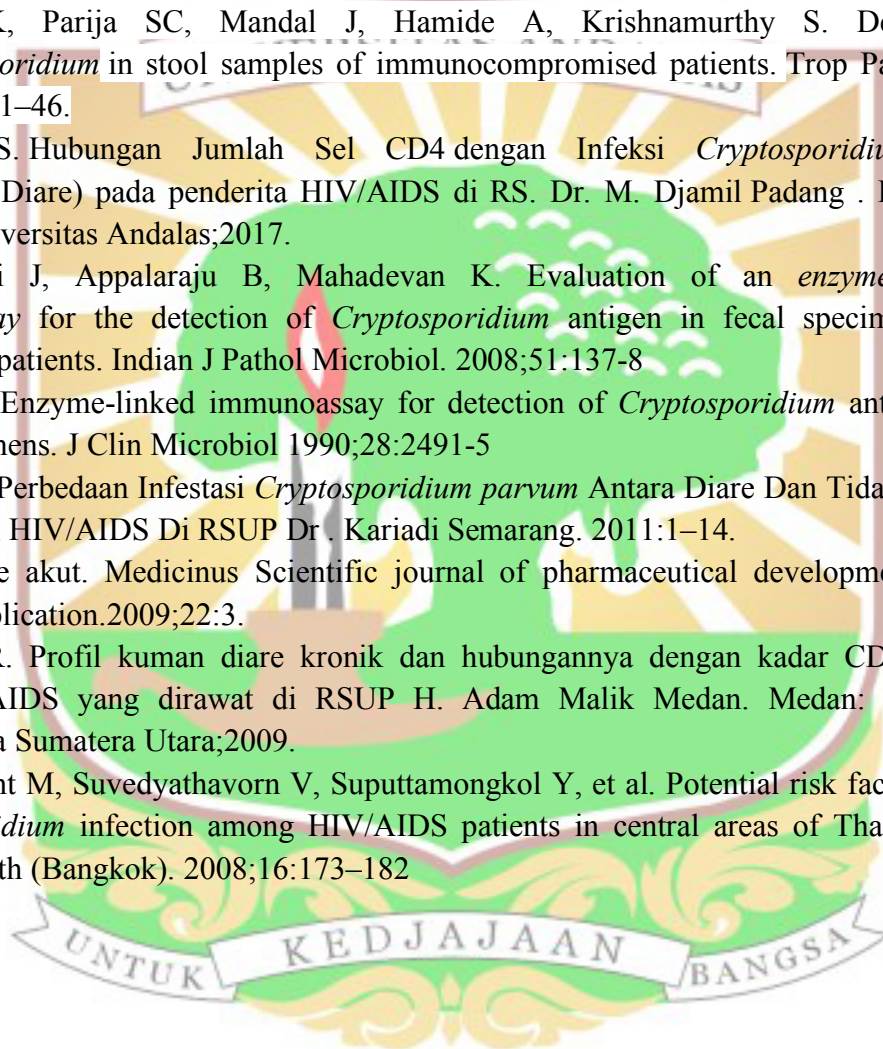 K, Parija SC, Mandal J, Hamide A, Krishnamurthy S. De
oridium in stool samples of immunocompromised patients. Trop Pa
1–46.
S. Hubungan Jumlah Sel CD4 dengan Infeksi Cryptosporidiu
Diare) pada penderita HIV/AIDS di RS. Dr. M. Djamil Padang .
versitas Andalas;2017.
i J, Appalaraju B, Mahadevan K. Evaluation of an enzyme
ay for the detection of Cryptosporidium antigen in fecal specim
patients. Indian J Pathol Microbiol. 2008;51:137-8
Enzyme-linked immunoassay for detection of Cryptosporidium ant
nens. J Clin Microbiol 1990;28:2491-5
Perbedaan Infestasi Cryptosporidium parvum Antara Diare Dan Tida
HIV/AIDS Di RSUP Dr . Kariadi Semarang. 2011:1–14.
e akut. Medicinus Scientific journal of pharmaceutical developme
plication.2009;22:3.
R. Profil kuman diare kronik dan hubungannya dengan kadar CD
AIDS yang dirawat di RSUP H. Adam Malik Medan. Medan:
a Sumatera Utara;2009.
nt M, Suvedyathavorn V, Suputtamongkol Y, et al. Potential risk fac
idium infection among HIV/AIDS patients in central areas of Tha
th (Bangkok). 2008;16:173–182
UNTUK KEDJAJAAN BANGSA